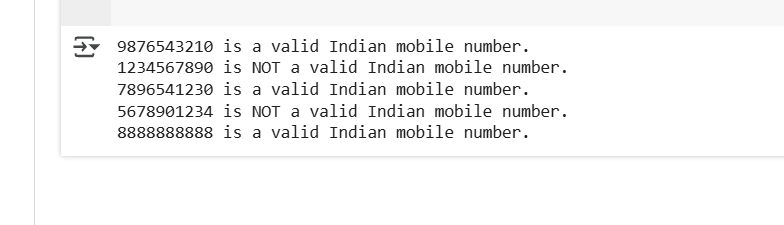 9876543210 is a valid Indian mobile number.
1234567890 is NOT a valid Indian mobile number.
7896541230 is a valid Indian mobile number.
5678901234 is NOT a valid Indian mobile number.
8888888888 is a valid Indian mobile number.